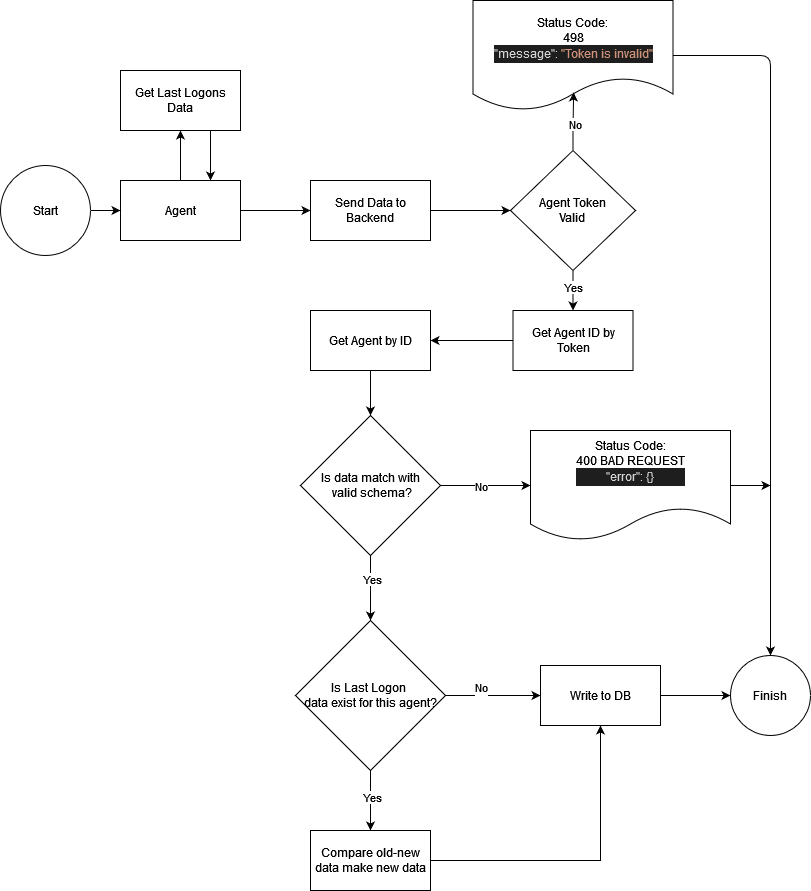 Status Code:
498
"message": "Token is invalid"
Get Last Logons
Data
No
Start
Agent
Send Data to
Backend
Agent Token
Valid
Yes
Get Agent by ID
Get Agent ID by
Token
Is data match with
valid schema?
No
Status Code:
400 BAD REQUEST
"error": {}
Yes
Is Last Logon
data exist for this agent?
No
Write to DB
Finish
Yes
Compare old-new
data make new data